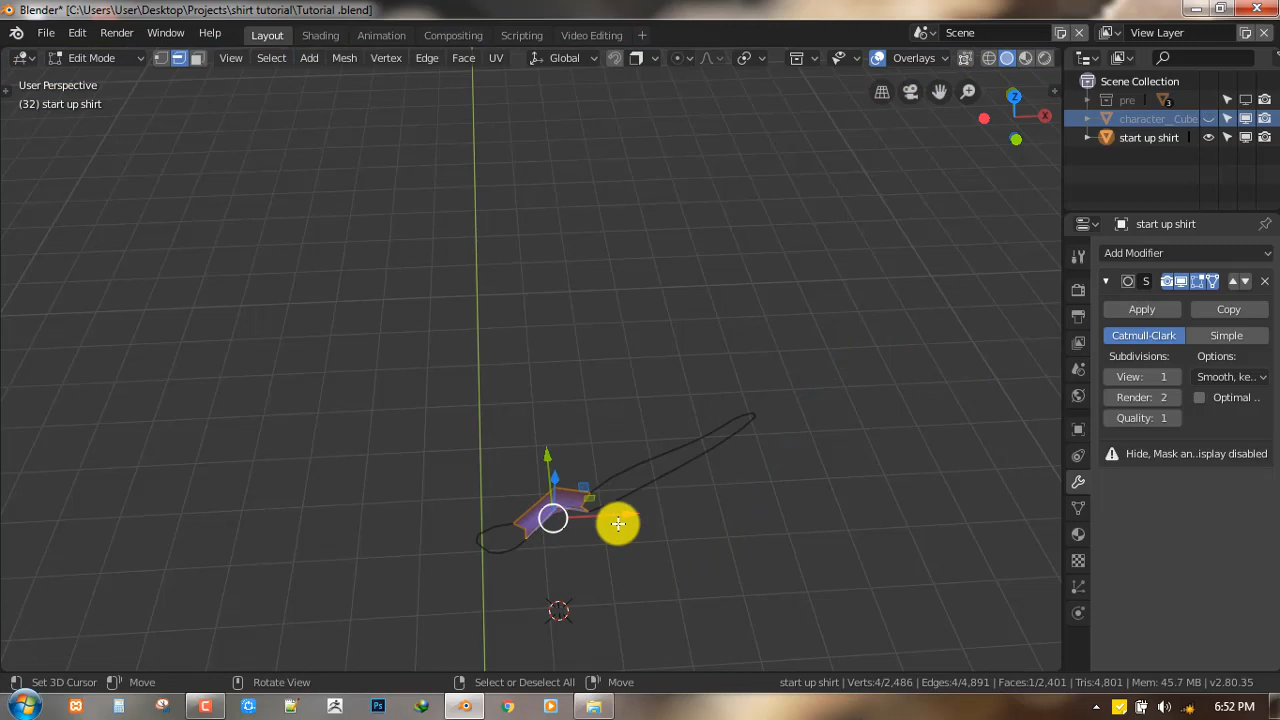 Blender* [C:\Users\User\Desktop\Projects\shirt tutorial\Tutorial .blend]
File Edit Render Window Help Layout Shading Animation Compositing Scripting Video Editing + Scene View Layer
Edit Mode View Select Add Mesh Vertex Edge Face UV Global Overlays
User Perspective
(32) start up shirt
Z
X
Scene Collection
pre 3
character__Cube
start up shirt
start up shirt
Add Modifier
S
Apply Copy
Catmull-Clark Simple
Subdivisions: Options:
View: 1 Smooth, ke..
Render: 2 Optimal ..
Quality: 1
Hide, Mask an..isplay disabled
Set 3D Cursor Move Rotate View Select or Deselect All Move start up shirt | Verts:4/2,486 | Edges:4/4,891 | Faces:1/2,401 | Tris:4,801 | Mem: 45.7 MB | v2.80.35
Ps 6:52 PM